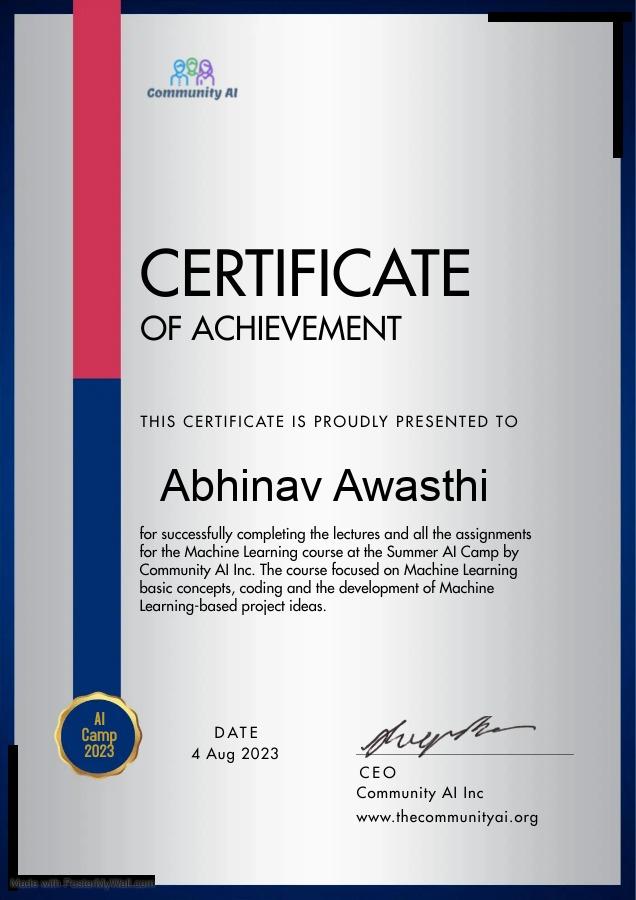 Community AI
CERTIFICATE
OF ACHIEVEMENT
THIS CERTIFICATE IS PROUDLY PRESENTED TO
Abhinav Awasthi
for successfully completing the lectures and all the assignments
for the Machine Learning course at the Summer AI Camp by
Community AI Inc. The course focused on Machine Learning
basic concepts, coding and the development of Machine
Learning-based project ideas.
AI
Camp
2023
DATE
4 Aug 2023
CEO
Community AI Inc
www.thecommunityai.org
Made with PosterMyWall.com